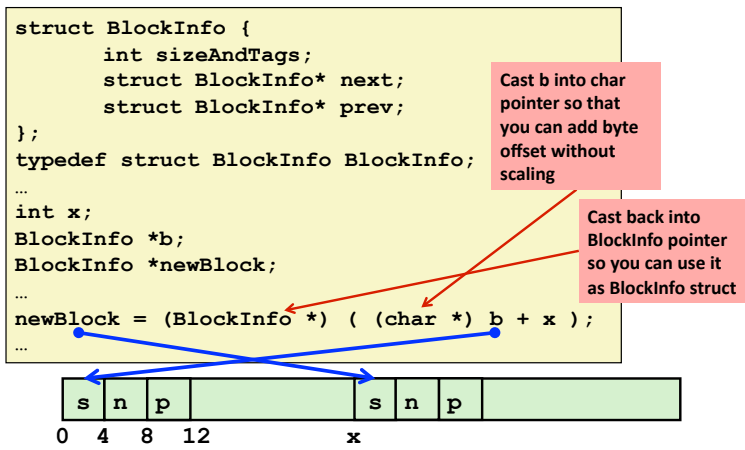 struct BlockInfo {
int sizeAndTags;
struct BlockInfo* next;
struct BlockInfo* prev;
};
typedef struct BlockInfo BlockInfo;
…
int x;
BlockInfo *b;
BlockInfo *newBlock;
…
newBlock = (BlockInfo *) ( (char *) b + x );
…
Cast b into char
pointer so that
you can add byte
offset without
scaling
Cast back into
BlockInfo pointer
so you can use it
as BlockInfo struct
s n p s n p
0 4 8 12 x